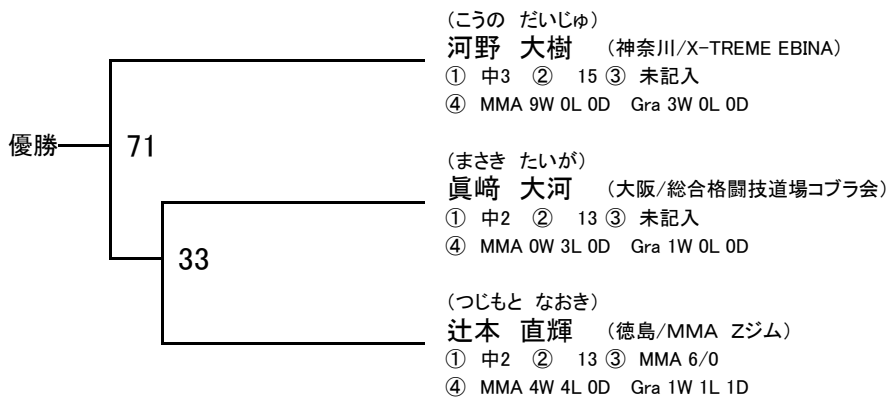 (こうの だいじゅ)
河野 大樹 (神奈川/X-TREME EBINA)
① 中3 ② 15 ③ 未記入
④ MMA 9W 0L 0D Gra 3W 0L 0D
優勝
71
(まさき たいが)
眞﨑 大河 (大阪/総合格闘技道場コブラ会)
① 中2 ② 13 ③ 未記入
④ MMA 0W 3L 0D Gra 1W 0L 0D
33
(つじもと なおき)
辻本 直輝 (徳島/MMA Zジム)
① 中2 ② 13 ③ MMA 6/0
④ MMA 4W 4L 0D Gra 1W 1L 1D